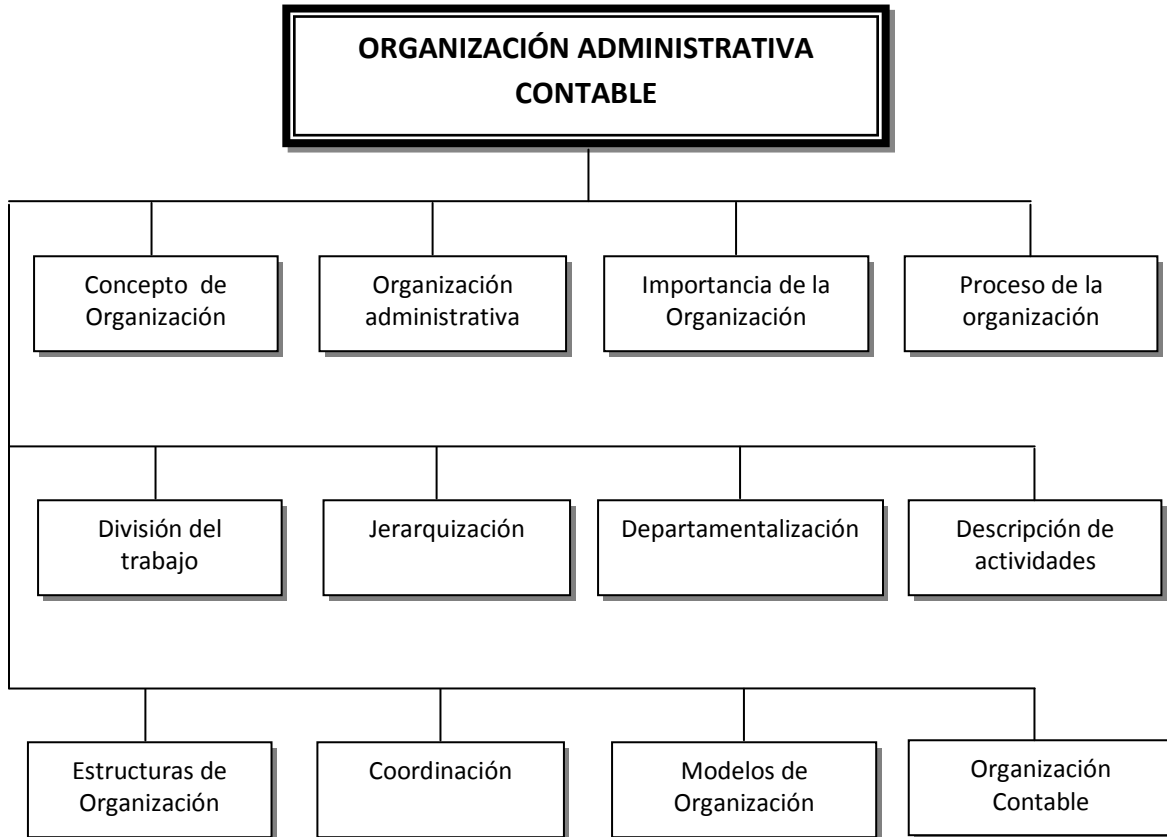 ORGANIZACIÓN ADMINISTRATIVA
CONTABLE
Concepto de
Organización
Organización
administrativa
Importancia de la
Organización
Proceso de la
organización
División del
trabajo
Jerarquización
Departamentalización
Descripción de
actividades
Estructuras de
Organización
Coordinación
Modelos de
Organización
Organización
Contable